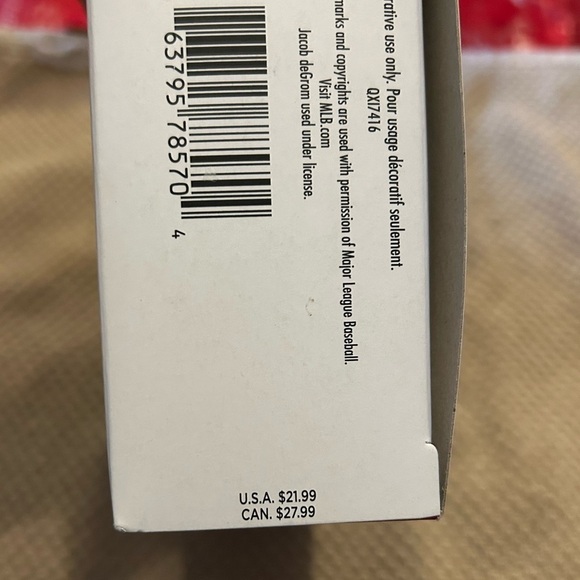 rative use only. Pour usage décoratif seulement.
QXI7416
marks and copyrights are used with permission of Major League Baseball.
Visit MLB.com
Jacob deGrom used under license.
63795 78570 4
U.S.A. $21.99
CAN. $27.99